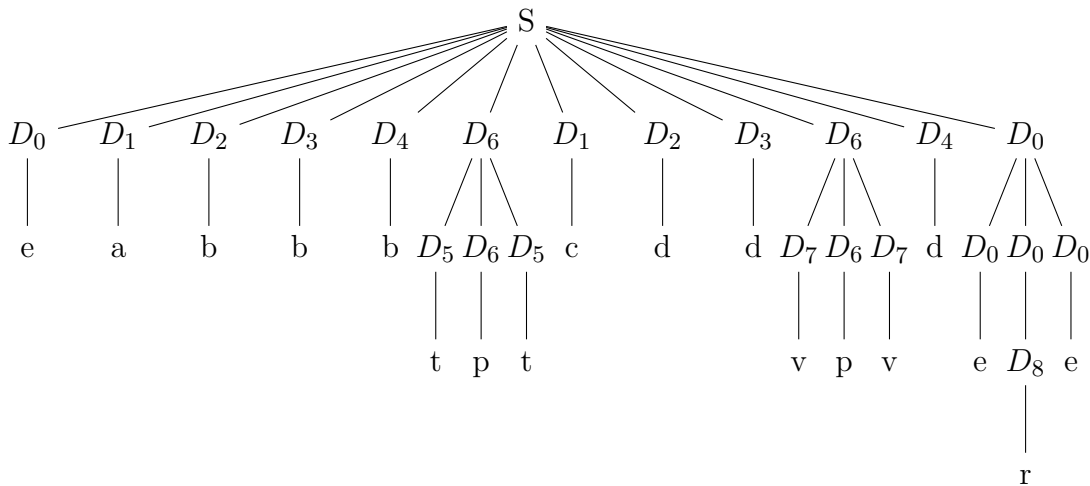 S
D₀ D₁ D₂ D₃ D₄ D₆ D₁ D₂ D₃ D₆ D₄ D₀
e a b b b D₅ D₆ D₅ c d d D₇ D₆ D₇ d D₀ D₀ D₀
t p t v p v e D₈ e
r